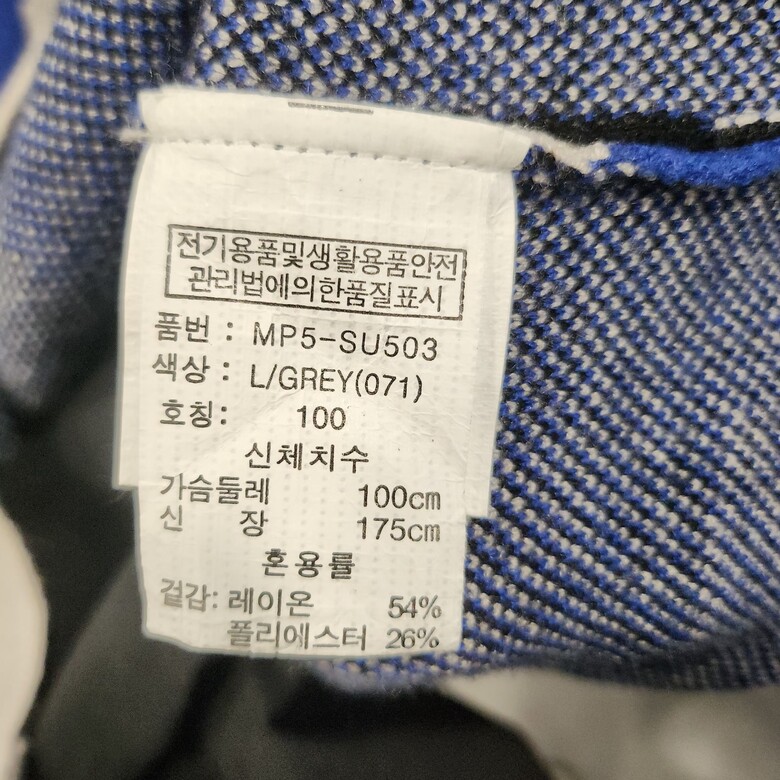 전기용품및생활용품안전
관리법에의한품질표시
품번 : MP5-SU503
색상 : L/GREY(071)
호칭: 100
신체치수
가슴둘레 100cm
신 장 175cm
혼용률
겉감: 레이온 54%
폴리에스터 26%